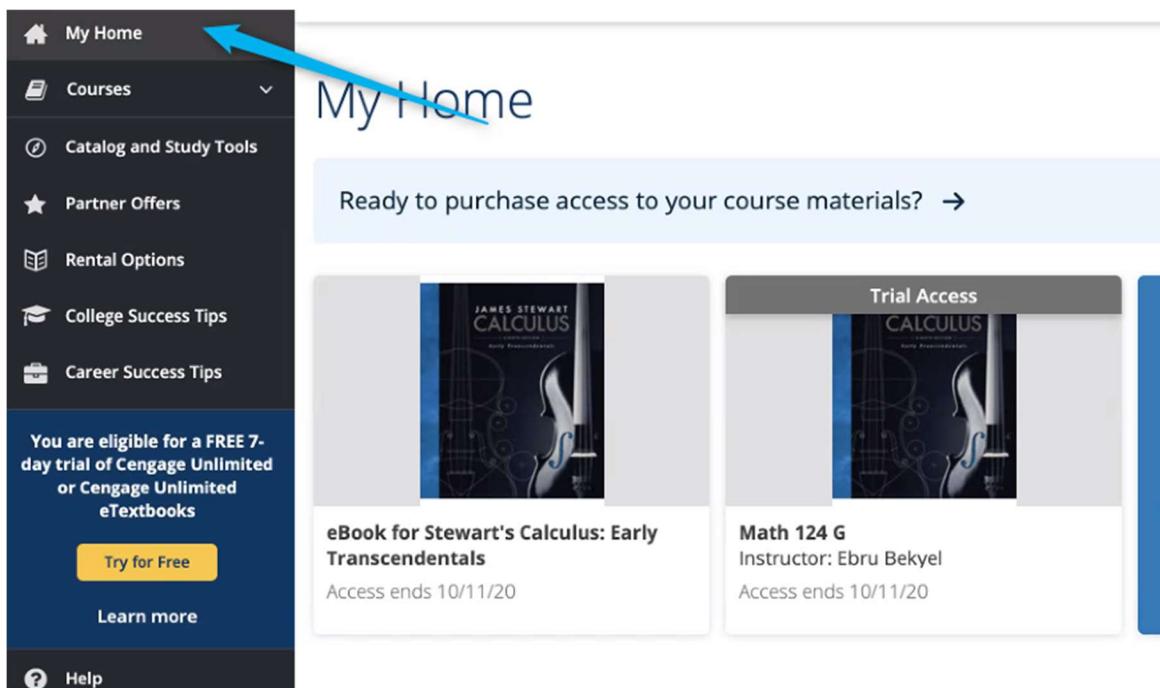 My Home
Courses
Catalog and Study Tools
Partner Offers
Rental Options
College Success Tips
Career Success Tips
You are eligible for a FREE 7-
day trial of Cengage Unlimited
or Cengage Unlimited
eTextbooks
Try for Free
Learn more
Help
My Home
Ready to purchase access to your course materials? →
JAMES STEWART
CALCULUS
EIGHTH EDITION
Early Transcendentals
eBook for Stewart's Calculus: Early
Transcendentals
Access ends 10/11/20
Trial Access
CALCULUS
EIGHTH EDITION
Early Transcendentals
Math 124 G
Instructor: Ebru Bekyel
Access ends 10/11/20